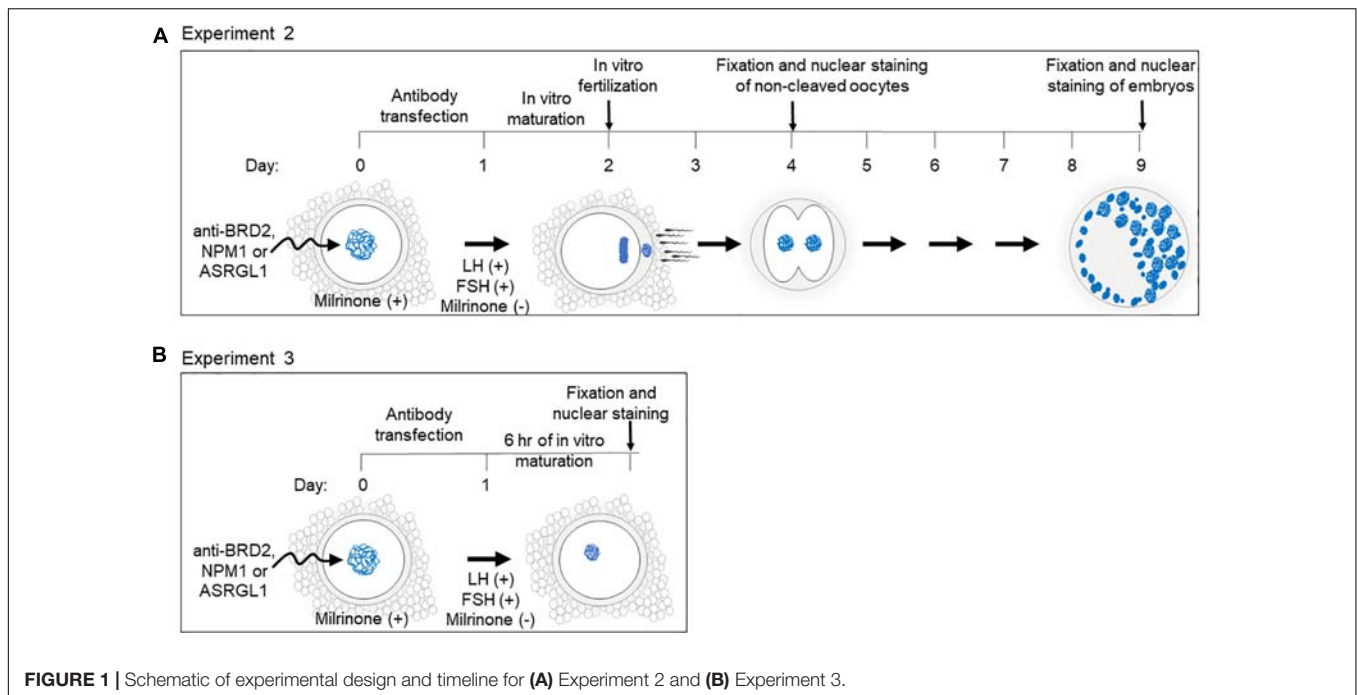 A Experiment 2
In vitro
fertilization
Fixation and nuclear staining
of non-cleaved oocytes
Fixation and nuclear
staining of embryos
Antibody
transfection
In vitro
maturation
Day: 0 1 2 3 4 5 6 7 8 9
anti-BRD2,
NPM1 or
ASRGL1
Milrinone (+)
LH (+)
FSH (+)
Milrinone (-)
B Experiment 3
Fixation and
nuclear staining
Antibody
transfection
6 hr of in vitro
maturation
Day: 0 1
anti-BRD2,
NPM1 or
ASRGL1
Milrinone (+)
LH (+)
FSH (+)
Milrinone (-)
FIGURE 1 | Schematic of experimental design and timeline for (A) Experiment 2 and (B) Experiment 3.